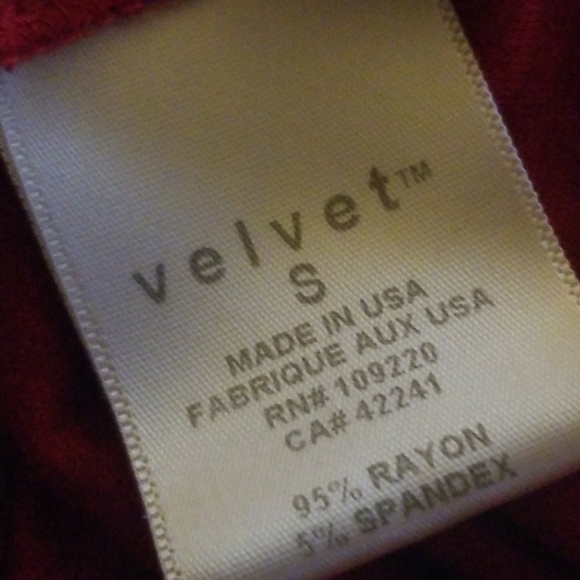 velvet™
S
MADE IN USA
FABRIQUE AUX USA
RN# 109220
CA# 42241
95% RAYON
5% SPANDEX